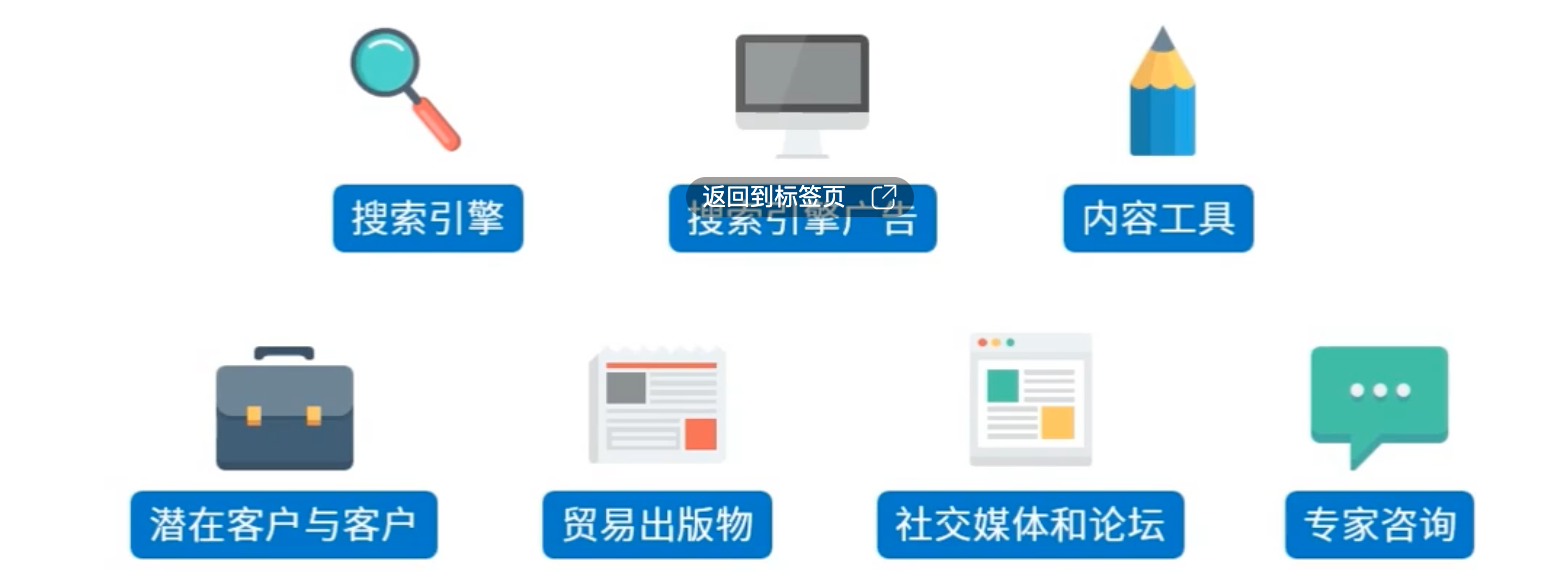 搜索引擎
返回到标签页
搜索引擎广告
内容工具
潜在客户与客户
贸易出版物
社交媒体和论坛
专家咨询